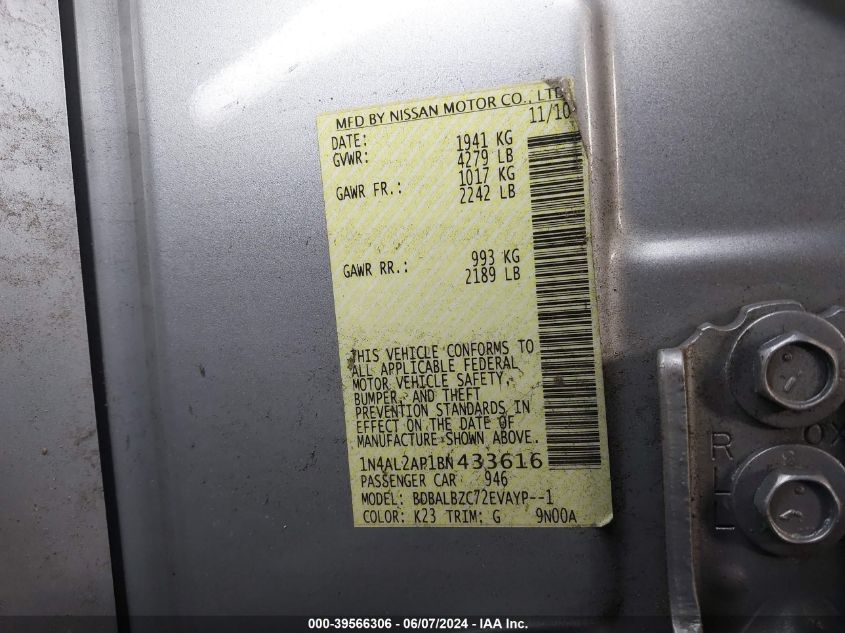 MFD BY NISSAN MOTOR CO., LTD
DATE: 11/10
GVWR: 1941 KG
4279 LB
GAWR FR.: 1017 KG
2242 LB
GAWR RR.: 993 KG
2189 LB
THIS VEHICLE CONFORMS TO
ALL APPLICABLE FEDERAL
MOTOR VEHICLE SAFETY,
BUMPER, AND THEFT
PREVENTION STANDARDS IN
EFFECT ON THE DATE OF
MANUFACTURE SHOWN ABOVE.
1N4AL2AP1BN433616
PASSENGER CAR 946
MODEL: BDBALBZC72EVAYP--1
COLOR: K23 TRIM: G 9N00A
000-39566306 - 06/07/2024 - IAA Inc.